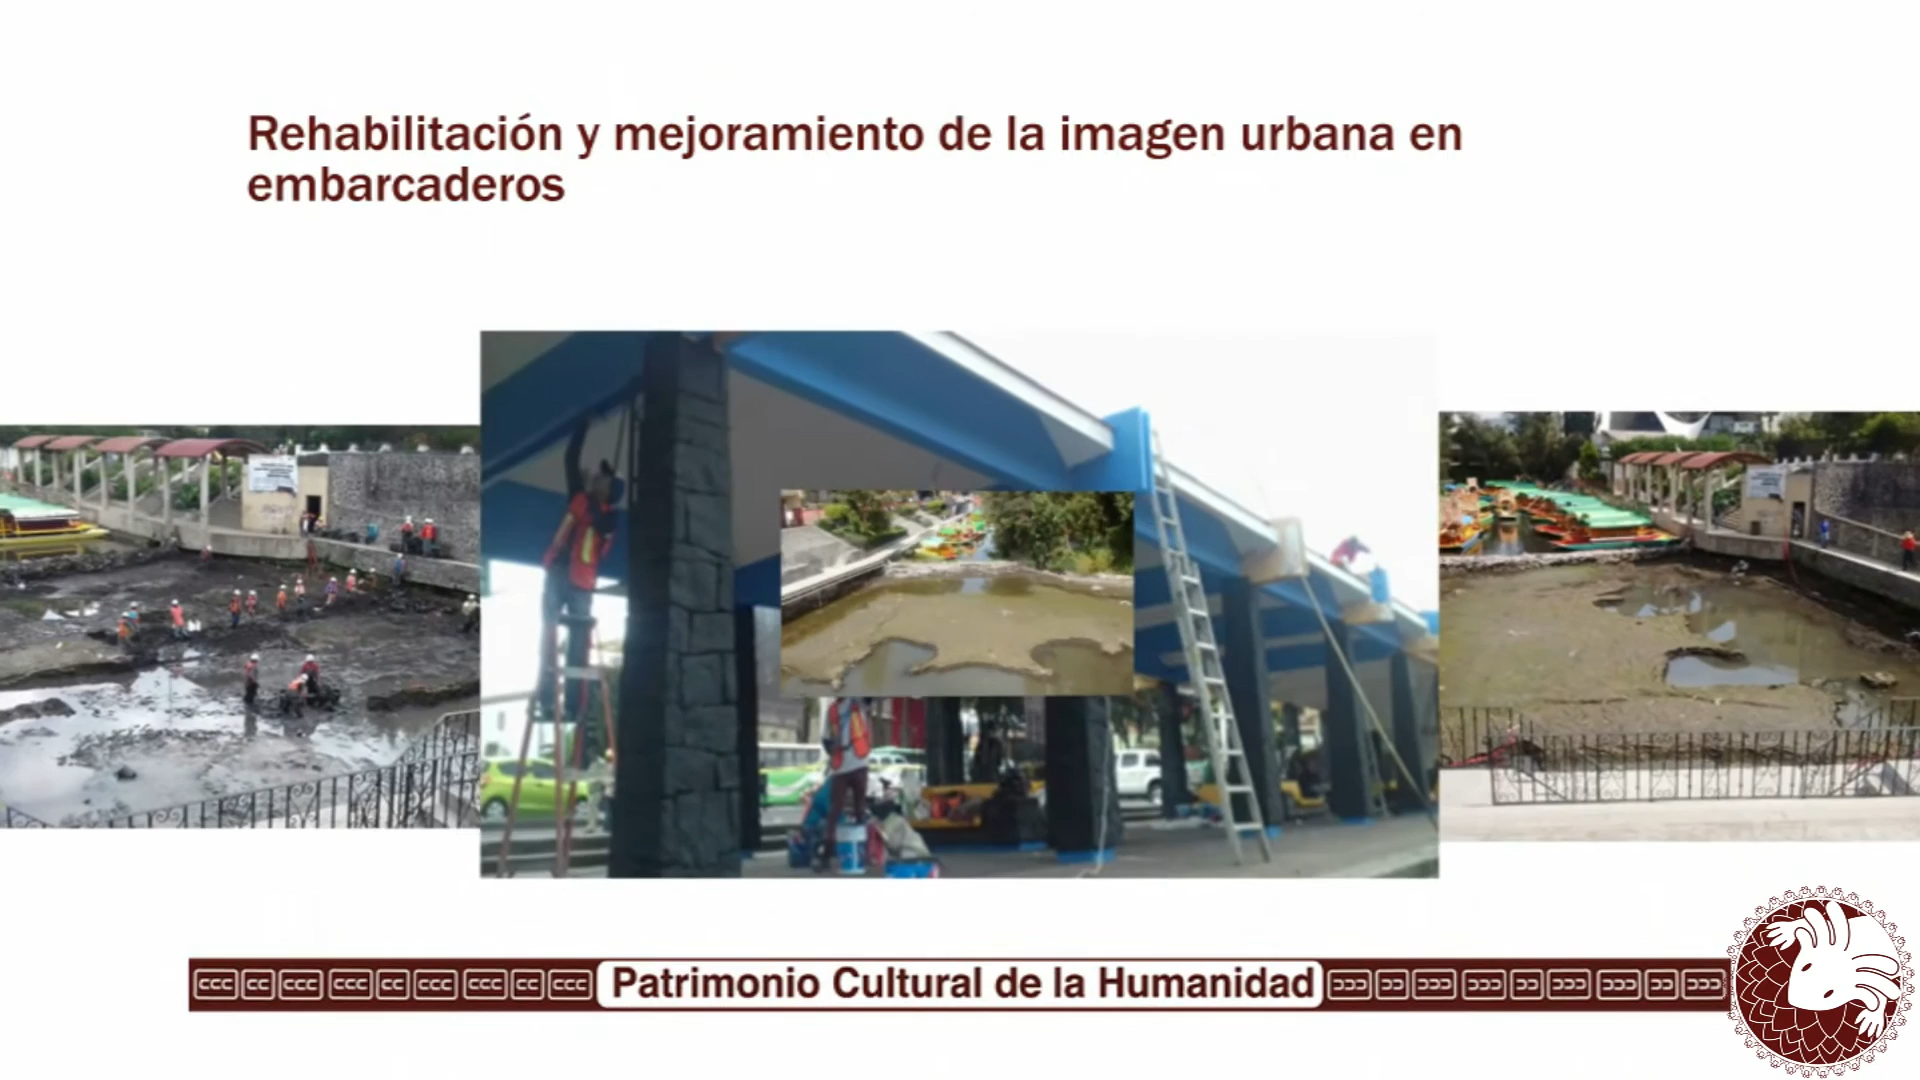 Rehabilitación y mejoramiento de la imagen urbana en
embarcaderos
Patrimonio Cultural de la Humanidad